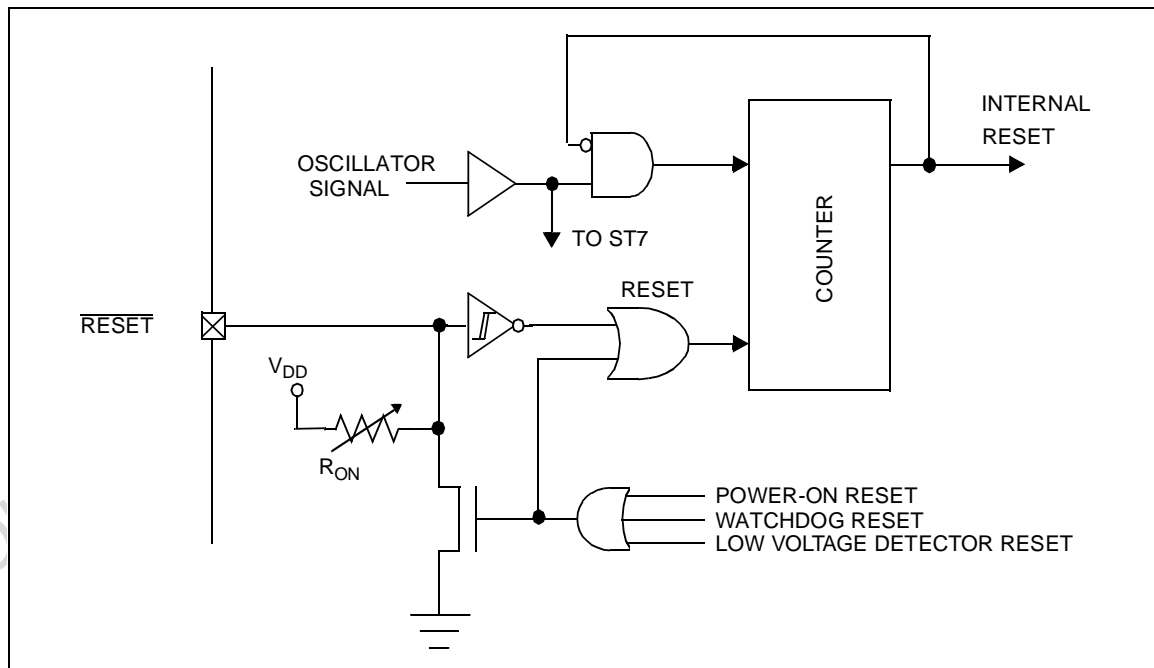 INTERNAL
RESET
OSCILLATOR
SIGNAL
TO ST7
COUNTER
RESET
RESET
VDD
RON
POWER-ON RESET
WATCHDOG RESET
LOW VOLTAGE DETECTOR RESET